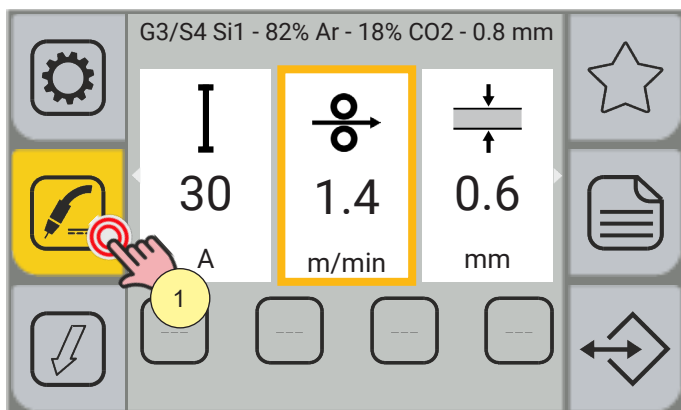 G3/S4 Si1 - 82% Ar - 18% CO2 - 0.8 mm
30 1.4 0.6
A m/min mm
1
--- --- --- ---